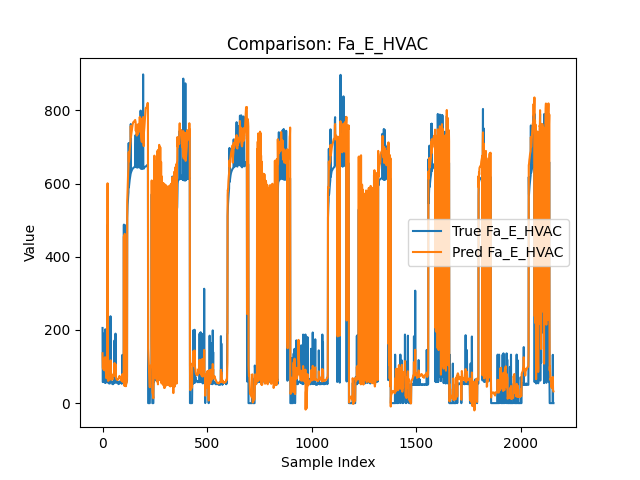 Comparison: Fa_E_HVAC
Value
800
600
400
200
0
True Fa_E_HVAC
Pred Fa_E_HVAC
0
500
1000
1500
2000
Sample Index